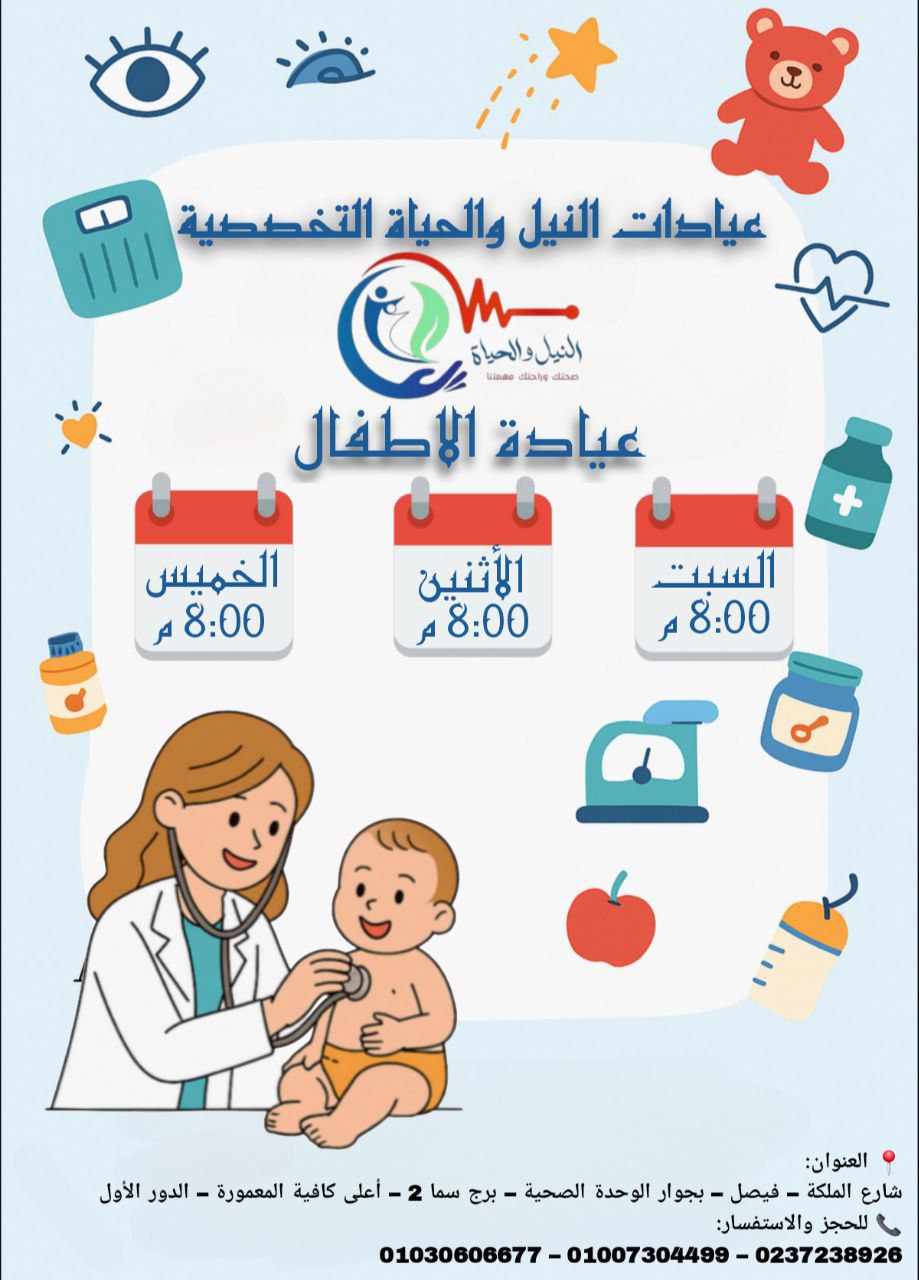 عيادات النيل والحياة التخصصية
النيل والحياة
صحتك وراحتك مهمتنا
عيادة الاطفال
السبت
8:00 م
الأثنين
8:00 م
الخميس
8:00 م
📍 العنوان:
شارع الملكة – فيصل – بجوار الوحدة الصحية – برج سما 2 – أعلى كافية المعمورة – الدور الأول
📞 للحجز والاستفسار:
01030606677 – 01007304499 – 0237238926